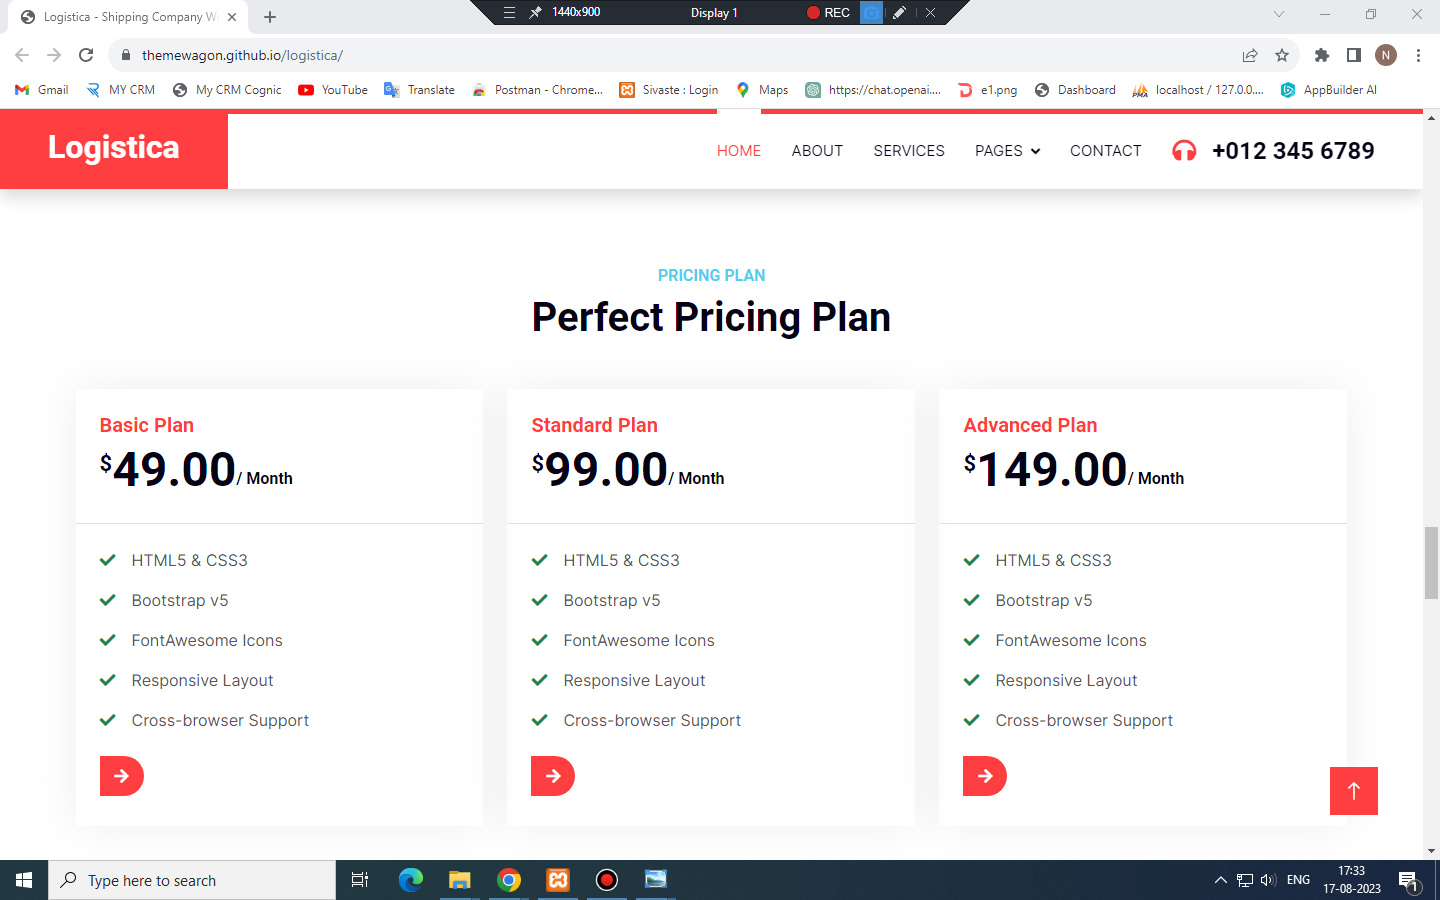 Logistica - Shipping Company W
1440x900
Display 1
REC
themewagon.github.io/logistica/
N
Gmail
MY CRM
My CRM Cognic
YouTube
Translate
Postman - Chrome...
Sivaste : Login
Maps
https://chat.openai....
e1.png
Dashboard
localhost / 127.0.0....
AppBuilder AI
Logistica
HOME
ABOUT
SERVICES
PAGES
CONTACT
+012 345 6789
PRICING PLAN
Perfect Pricing Plan
Basic Plan
$49.00/ Month
HTML5 & CSS3
Bootstrap v5
FontAwesome Icons
Responsive Layout
Cross-browser Support
Standard Plan
$99.00/ Month
HTML5 & CSS3
Bootstrap v5
FontAwesome Icons
Responsive Layout
Cross-browser Support
Advanced Plan
$149.00/ Month
HTML5 & CSS3
Bootstrap v5
FontAwesome Icons
Responsive Layout
Cross-browser Support
Type here to search
ENG
17:33
17-08-2023
1